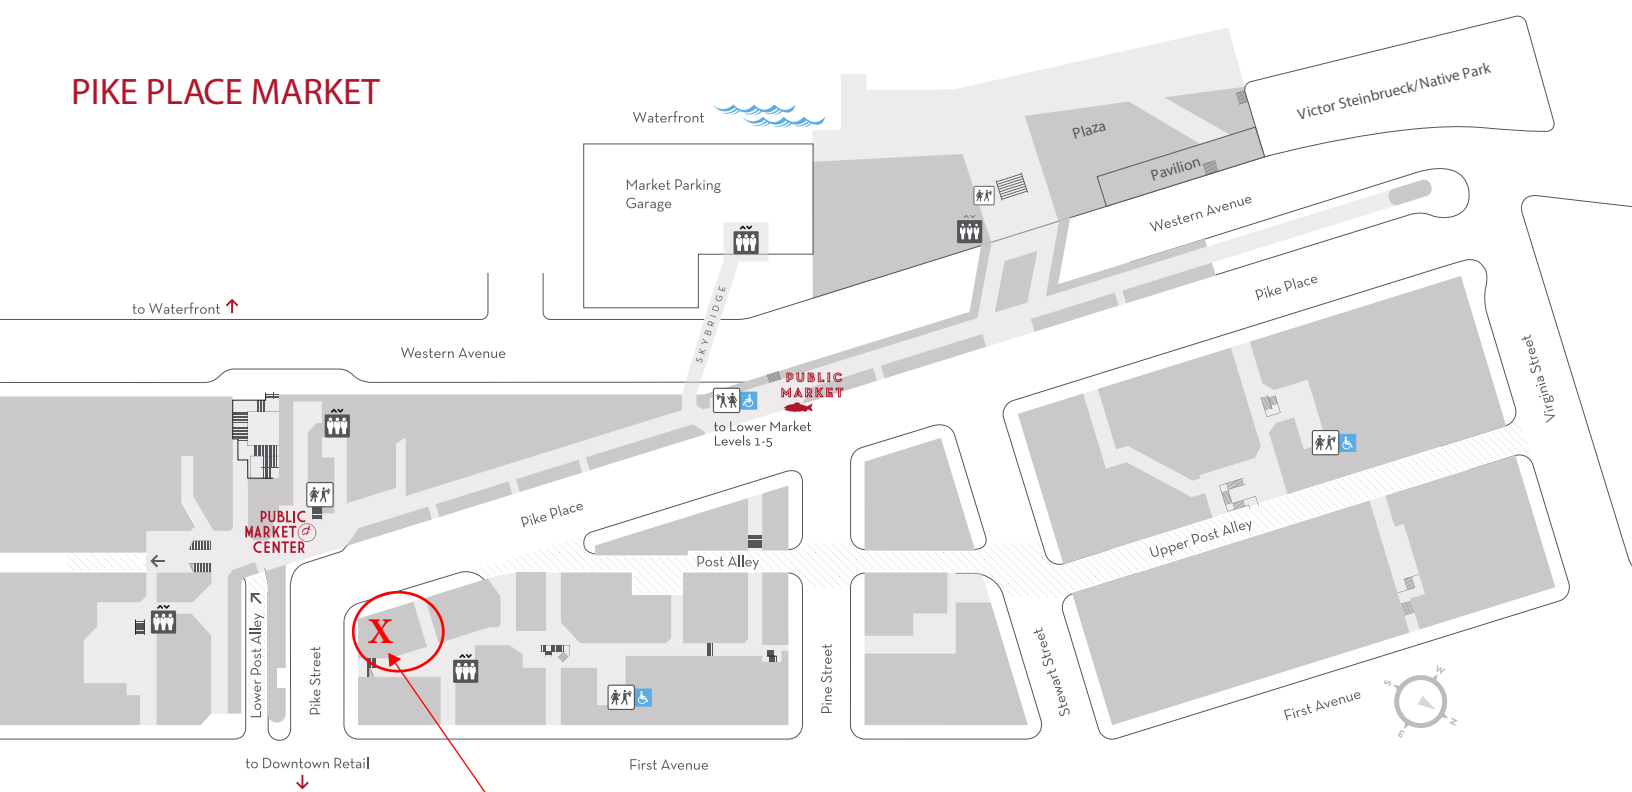 PIKE PLACE MARKET
Waterfront
Victor Steinbrueck/Native Park
Plaza
Pavilion
Market Parking
Garage
Western Avenue
SKYBRIDGE
to Waterfront
Western Avenue
Pike Place
Virginia Street
PUBLIC
MARKET
to Lower Market
Levels 1-5
PUBLIC
MARKET
CENTER
Pike Place
Post Alley
Upper Post Alley
X
Lower Post Alley
Pike Street
Pine Street
Stewart Street
First Avenue
S
W
E
N
to Downtown Retail
First Avenue